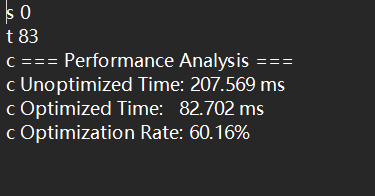 s 0
t 83
c === Performance Analysis ===
c Unoptimized Time: 207.569 ms
c Optimized Time:   82.702 ms
c Optimization Rate: 60.16%